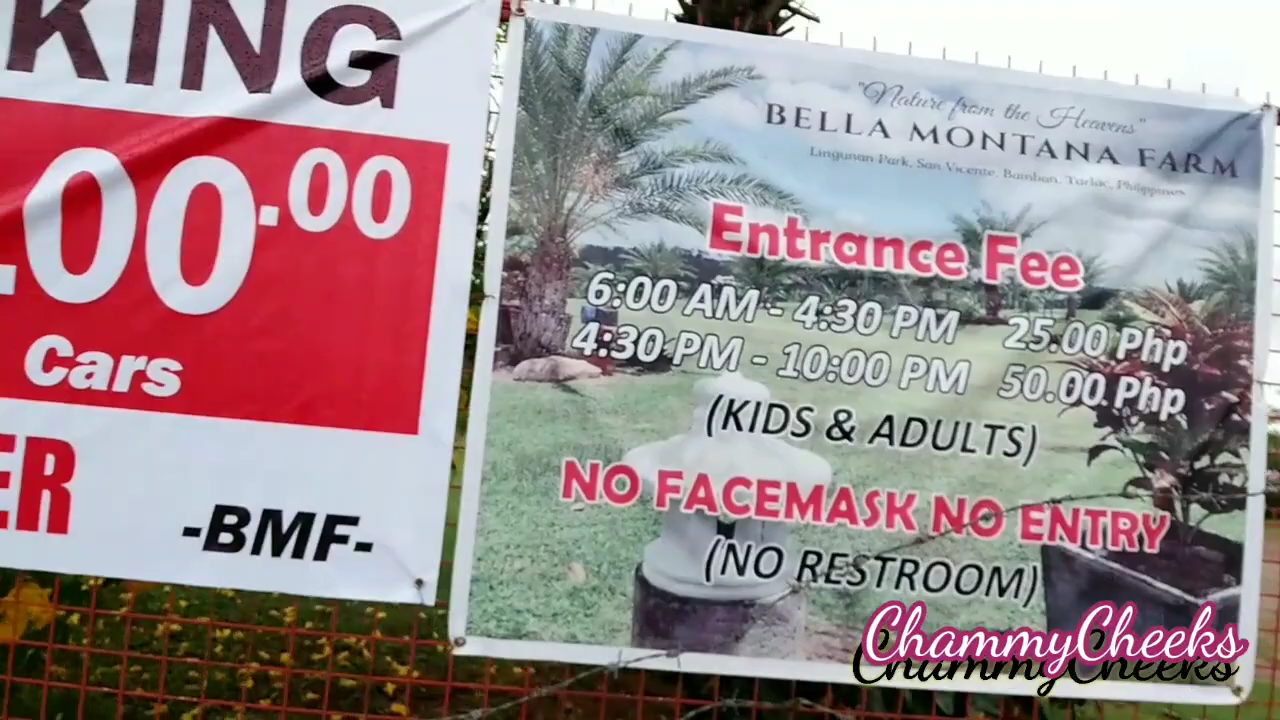 KING
00.00
Cars
ER
-BMF-
"Nature from the Heavens"
BELLA MONTANA FARM
Lingunan Park, San Vicente, Bamban, Tarlac, Philippines
Entrance Fee
6:00 AM - 4:30 PM 25.00 Php
4:30 PM - 10:00 PM 50.00 Php
(KIDS & ADULTS)
NO FACEMASK NO ENTRY
(NO RESTROOM)
ChammyCheeks